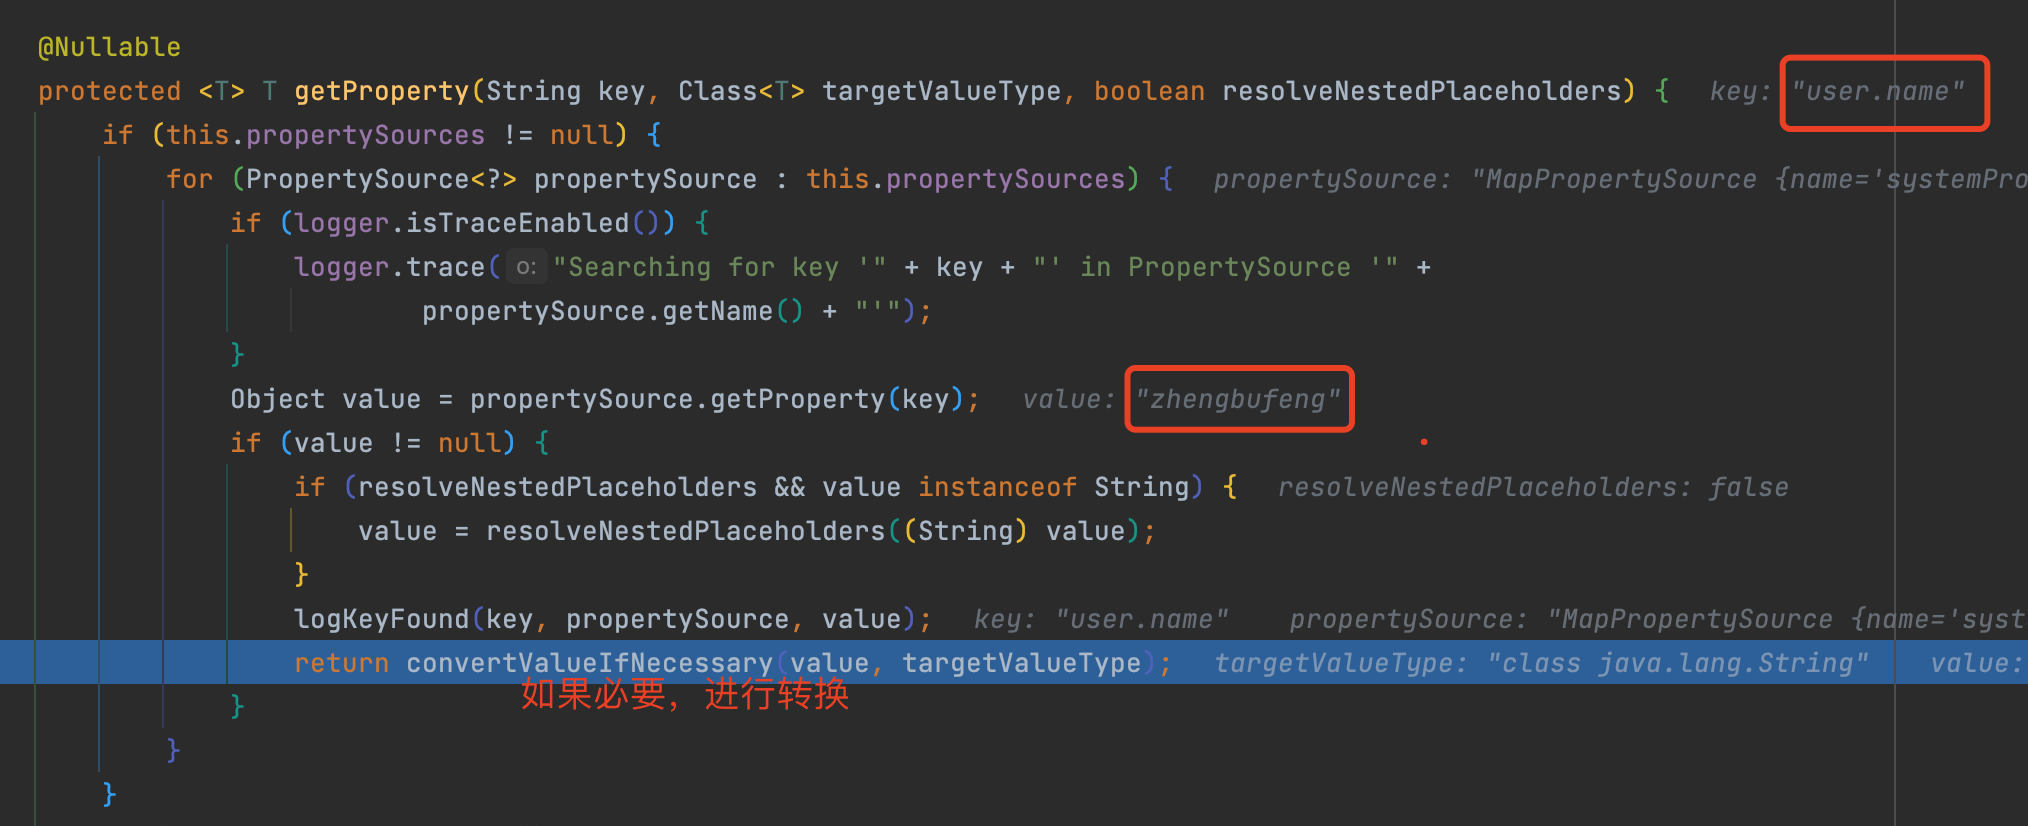 @Nullable
protected <T> T getProperty(String key, Class<T> targetValueType, boolean resolveNestedPlaceholders) { key: "user.name"
if (this.propertySources != null) {
for (PropertySource<?> propertySource : this.propertySources) { propertySource: "MapPropertySource {name='systemPro
if (logger.isTraceEnabled()) {
logger.trace( o: "Searching for key '" + key + "' in PropertySource '" +
propertySource.getName() + "'");
}
Object value = propertySource.getProperty(key); value: "zhengbufeng"
if (value != null) {
if (resolveNestedPlaceholders && value instanceof String) { resolveNestedPlaceholders: false
value = resolveNestedPlaceholders((String) value);
}
logKeyFound(key, propertySource, value); key: "user.name" propertySource: "MapPropertySource {name='syst
return convertValueIfNecessary(value, targetValueType); targetValueType: "class java.lang.String" value:
如果必要，进行转换
}
}
}